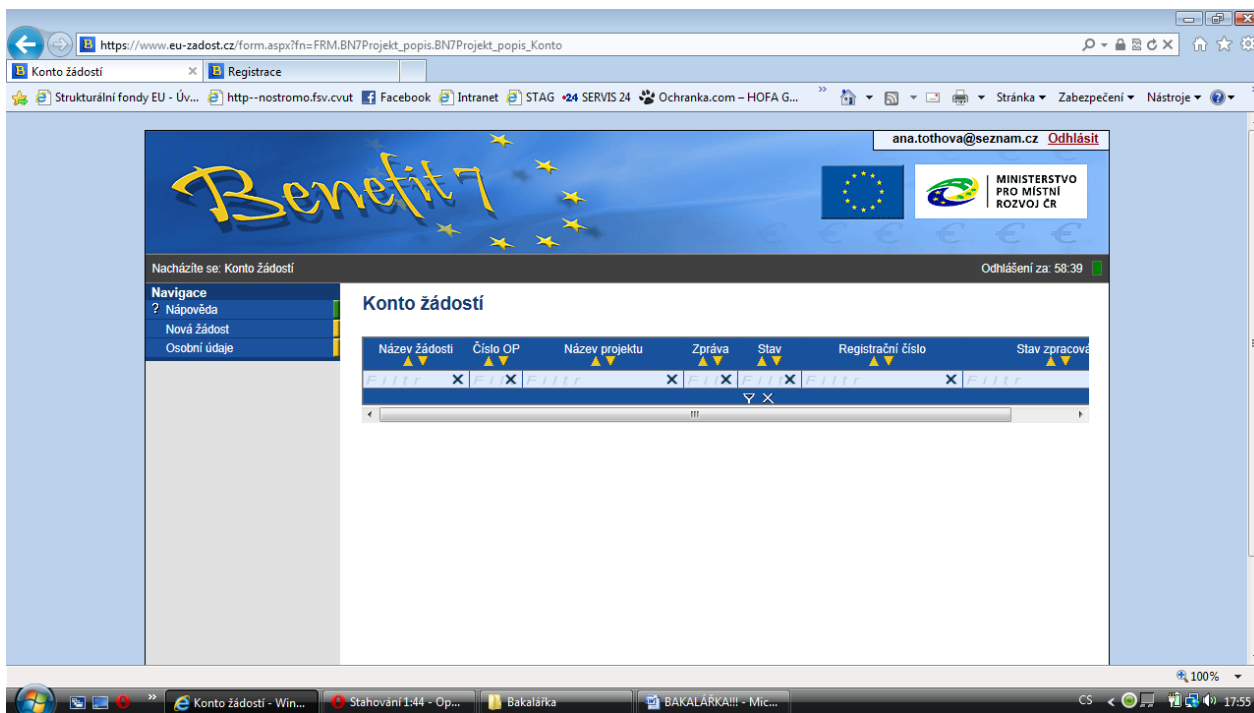 https://www.eu-zadost.cz/form.aspx?fn=FRM.BN7Projekt_popis.BN7Projekt_popis_Konto
Konto žádostí Registrace
Strukturální fondy EU - Úv... http--nostromo.fsv.cvut Facebook Intranet STAG SERVIS 24 Ochranka.com – HOFA G... Stránka Zabezpečení Nástroje
ana.tothova@seznam.cz Odhlásit
Benefit7
MINISTERSTVO
PRO MÍSTNÍ
ROZVOJ ČR
Nacházíte se: Konto žádostí Odhlášení za: 58:39
Navigace
? Nápověda
Nová žádost
Osobní údaje
Konto žádostí
Název žádosti Číslo OP Název projektu Zpráva Stav Registrační číslo Stav zpracová
Filtr Fil Filtr Fil Filt Filtr Filtr
100%
Konto žádostí - Win... Stahování 1:44 - Op... Bakalářka BAKALÁŘKA!!! - Mic... CS 17:55